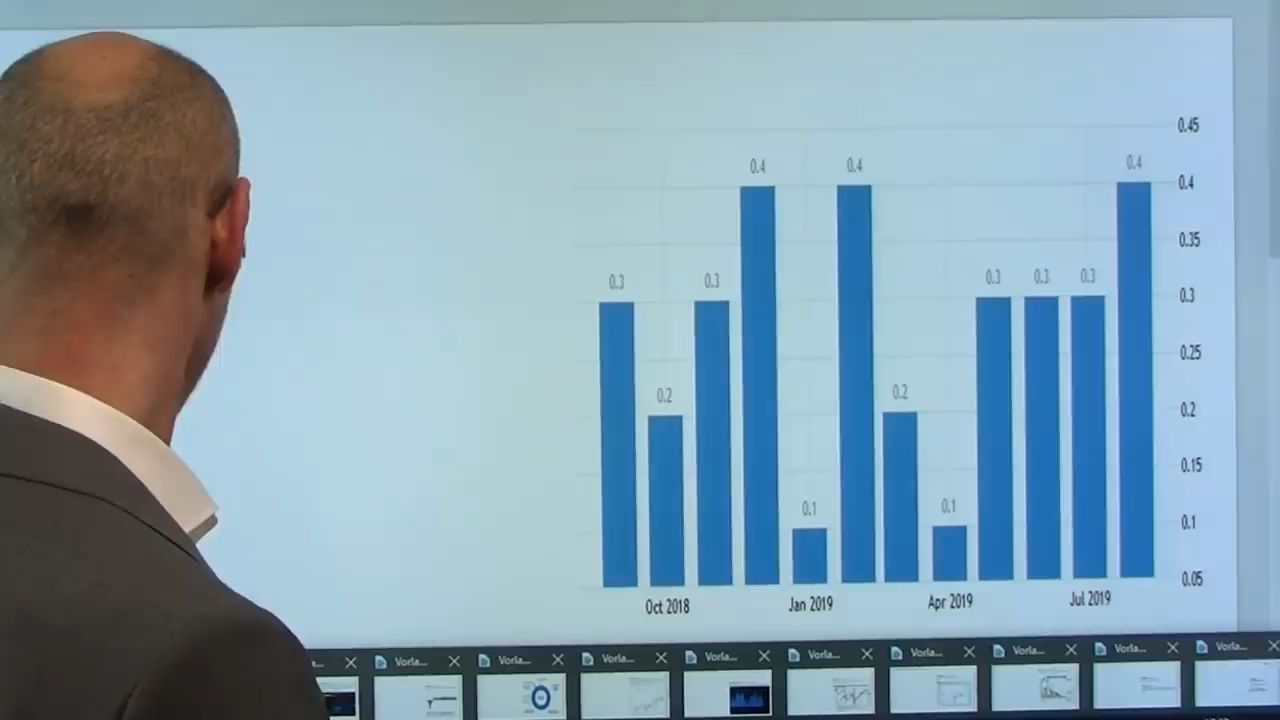 0.45
0.4 0.4 0.4 0.4
0.35
0.3 0.3 0.3 0.3 0.3 0.3
0.25
0.2 0.2 0.2
0.15
0.1 0.1 0.1
0.05
Oct 2018 Jan 2019 Apr 2019 Jul 2019
Vorla... Vorla... Vorla... Vorla... Vorla... Vorla... Vorla... Vorla... Vorla...